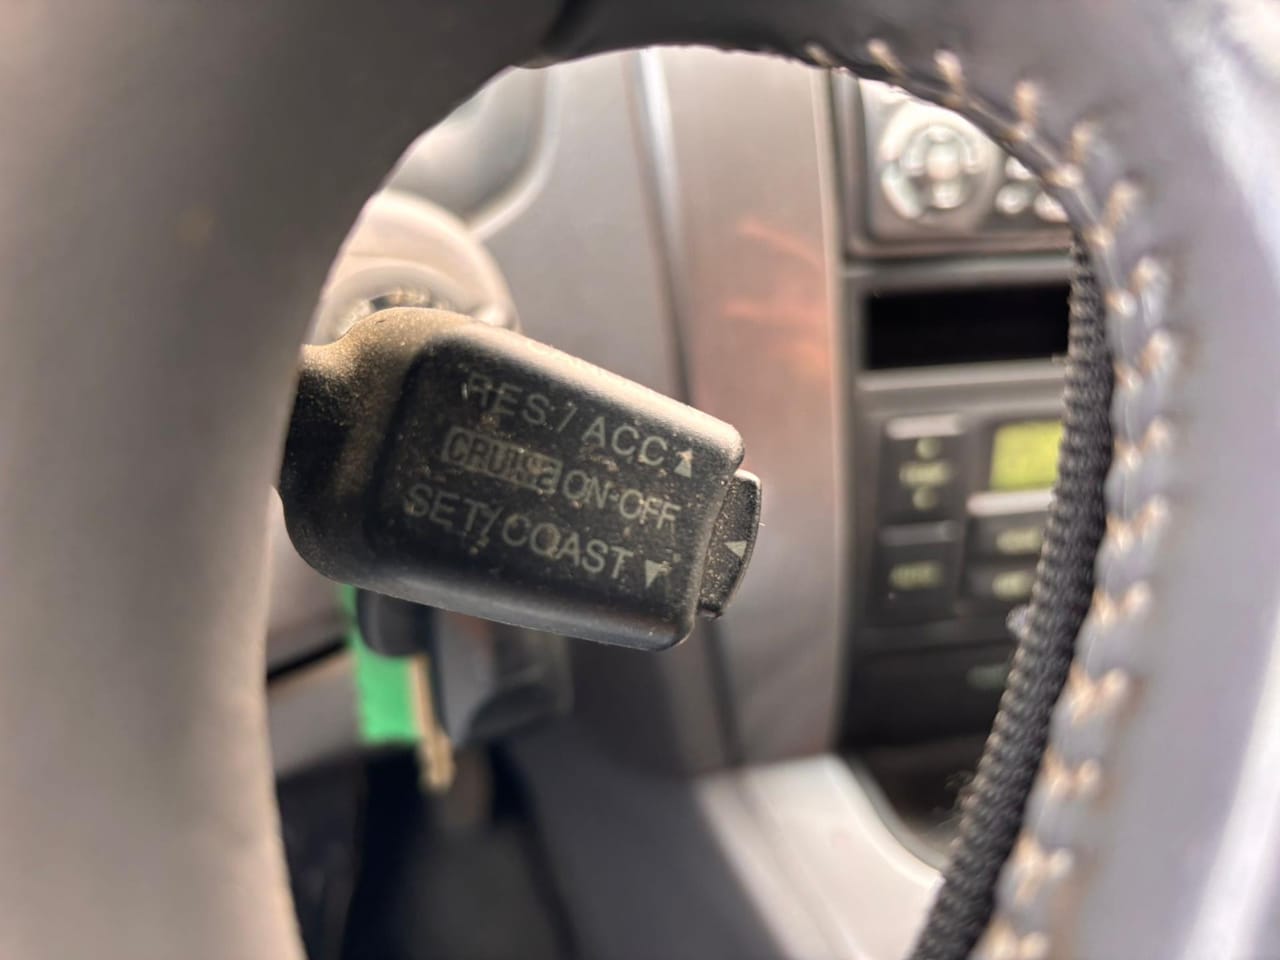 RES/ACC ▲
CRUISE ON·OFF
SET/COAST ▼